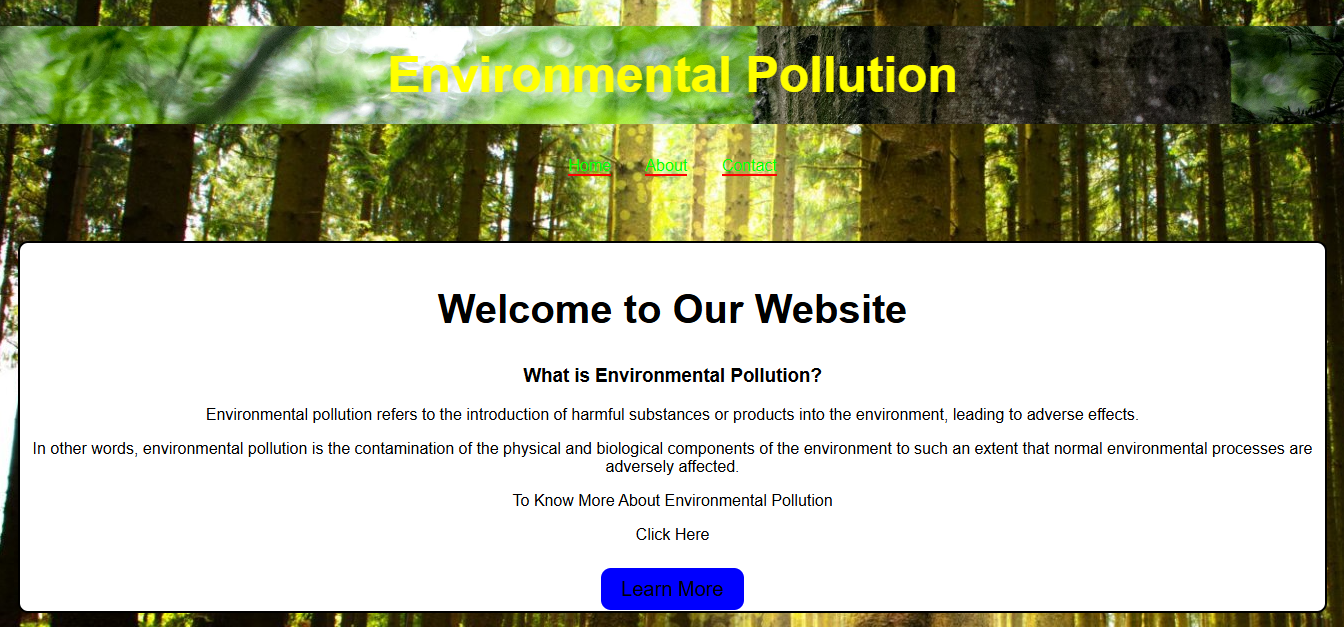 Environmental Pollution
Home About Contact
Welcome to Our Website
What is Environmental Pollution?
Environmental pollution refers to the introduction of harmful substances or products into the environment, leading to adverse effects.
In other words, environmental pollution is the contamination of the physical and biological components of the environment to such an extent that normal environmental processes are
adversely affected.
To Know More About Environmental Pollution
Click Here
Learn More